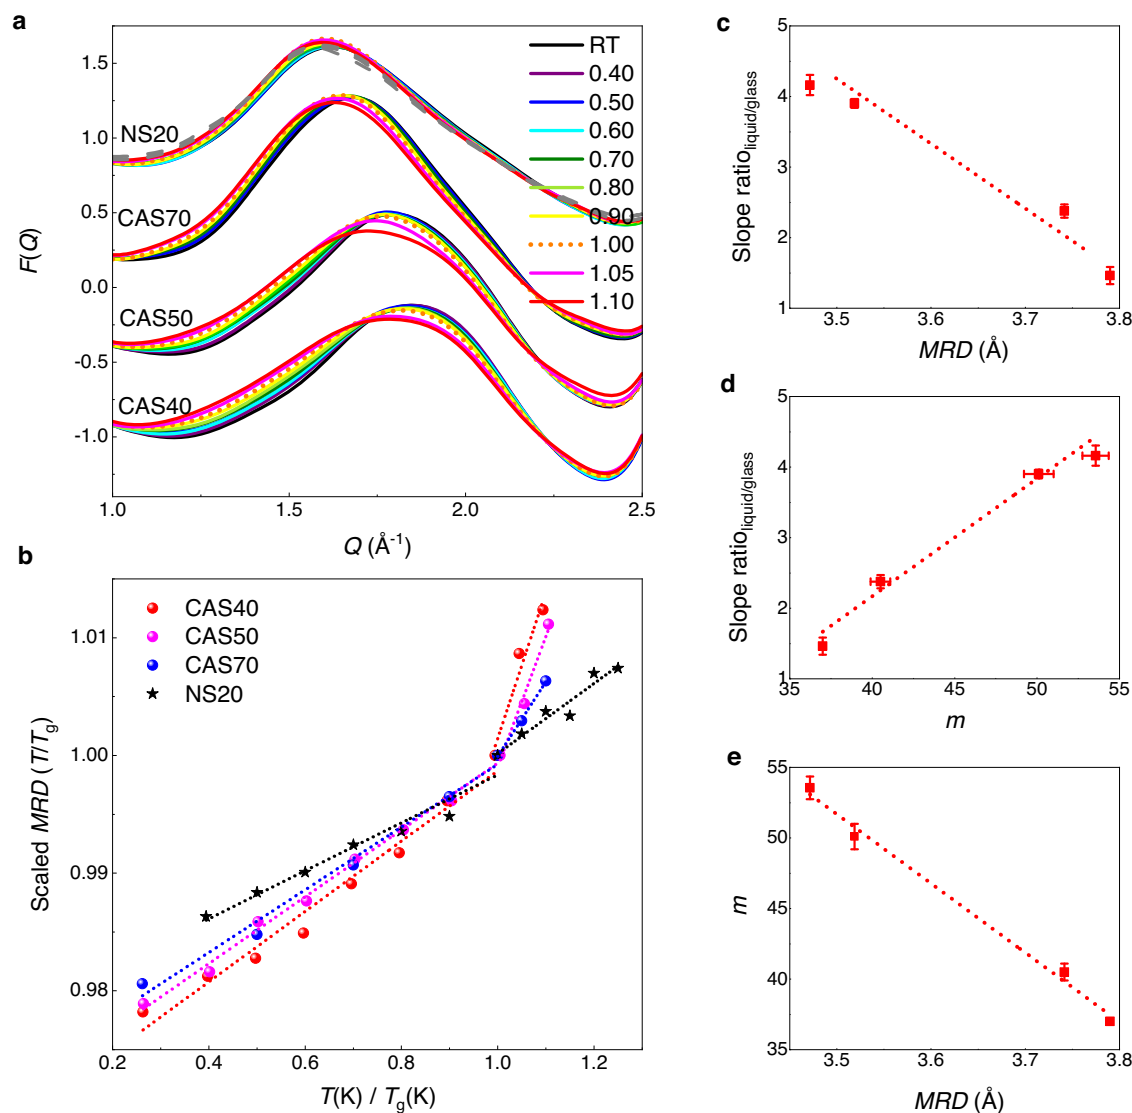 a
F(Q)
1.5
1.0
0.5
0.0
-0.5
-1.0
NS20
CAS70
CAS50
CAS40
RT
0.40
0.50
0.60
0.70
0.80
0.90
1.00
1.05
1.10
1.0 1.5 2.0 2.5
Q (Å-1)
b
Scaled MRD (T/Tg)
1.01
1.00
0.99
0.98
CAS40
CAS50
CAS70
NS20
0.2 0.4 0.6 0.8 1.0 1.2
T(K) / Tg(K)
c
Slope ratio liquid/glass
5
4
3
2
1
3.5 3.6 3.7 3.8
MRD (Å)
d
Slope ratio liquid/glass
5
4
3
2
1
35 40 45 50 55
m
e
m
55
50
45
40
35
3.5 3.6 3.7 3.8
MRD (Å)